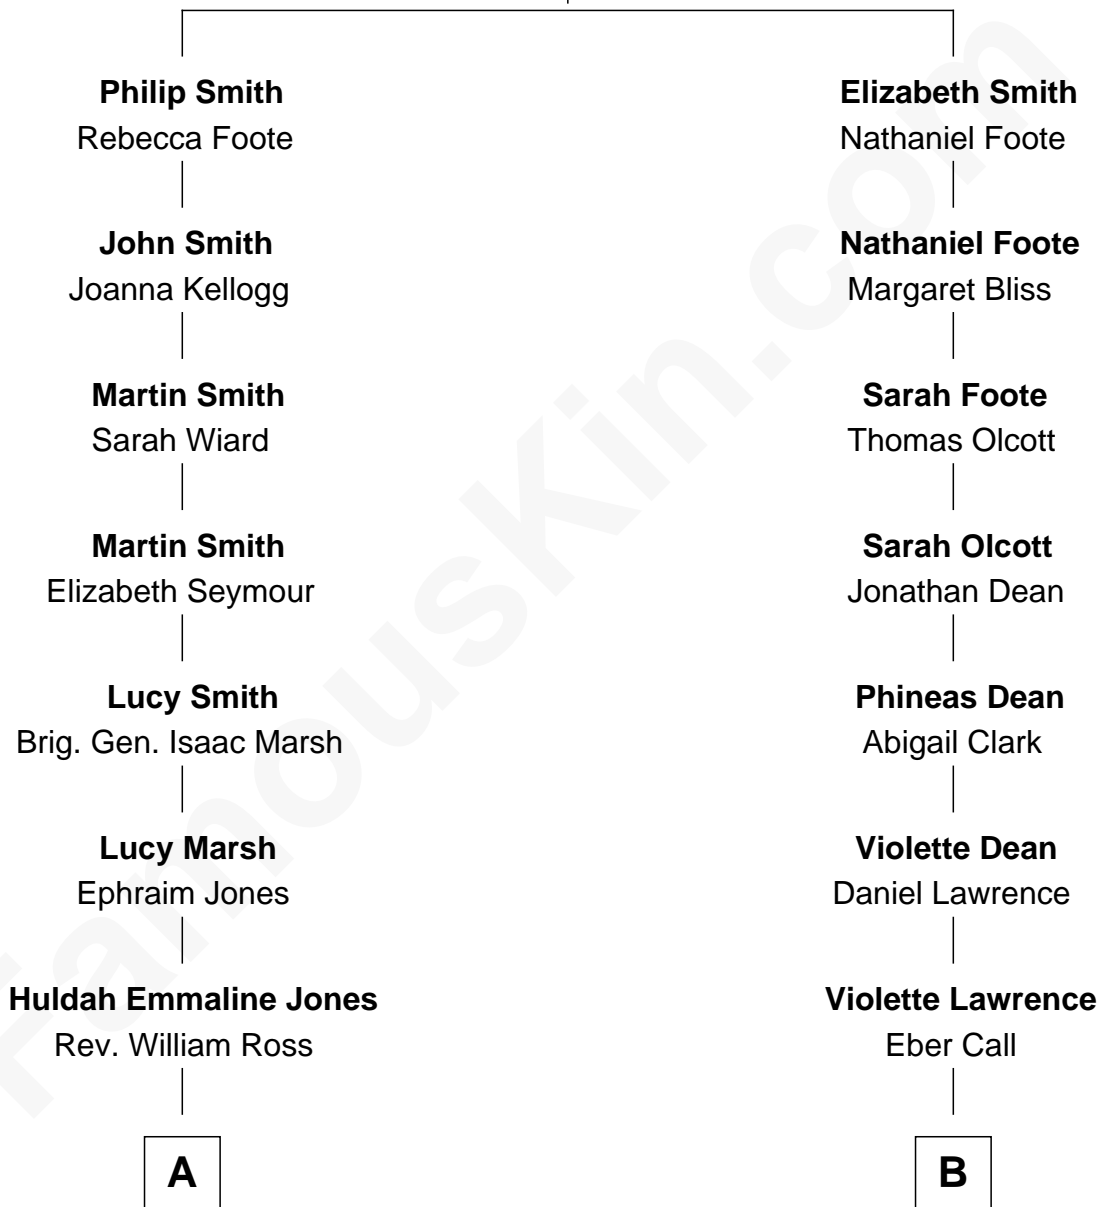 Philip Smith
Rebecca Foote
John Smith
Joanna Kellogg
Martin Smith
Sarah Wiard
Martin Smith
Elizabeth Seymour
Lucy Smith
Brig. Gen. Isaac Marsh
Lucy Marsh
Ephraim Jones
Huldah Emmaline Jones
Rev. William Ross
A
Elizabeth Smith
Nathaniel Foote
Nathaniel Foote
Margaret Bliss
Sarah Foote
Thomas Olcott
Sarah Olcott
Jonathan Dean
Phineas Dean
Abigail Clark
Violette Dean
Daniel Lawrence
Violette Lawrence
Eber Call
B
FamousKin.com